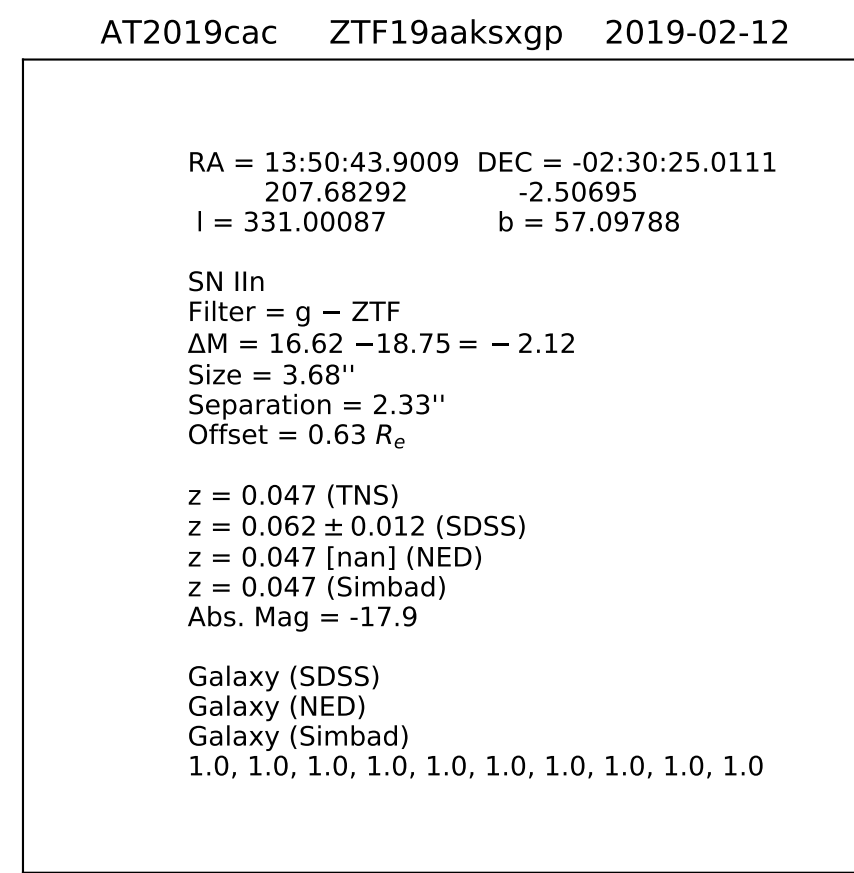 AT2019cac ZTF19aaksxgp 2019-02-12
RA = 13:50:43.9009 DEC = -02:30:25.0111
207.68292 -2.50695
l = 331.00087 b = 57.09788
SN IIn
Filter = g − ZTF
ΔM = 16.62 −18.75 = − 2.12
Size = 3.68''
Separation = 2.33''
Offset = 0.63 Rₑ
z = 0.047 (TNS)
z = 0.062 ± 0.012 (SDSS)
z = 0.047 [nan] (NED)
z = 0.047 (Simbad)
Abs. Mag = -17.9
Galaxy (SDSS)
Galaxy (NED)
Galaxy (Simbad)
1.0, 1.0, 1.0, 1.0, 1.0, 1.0, 1.0, 1.0, 1.0, 1.0